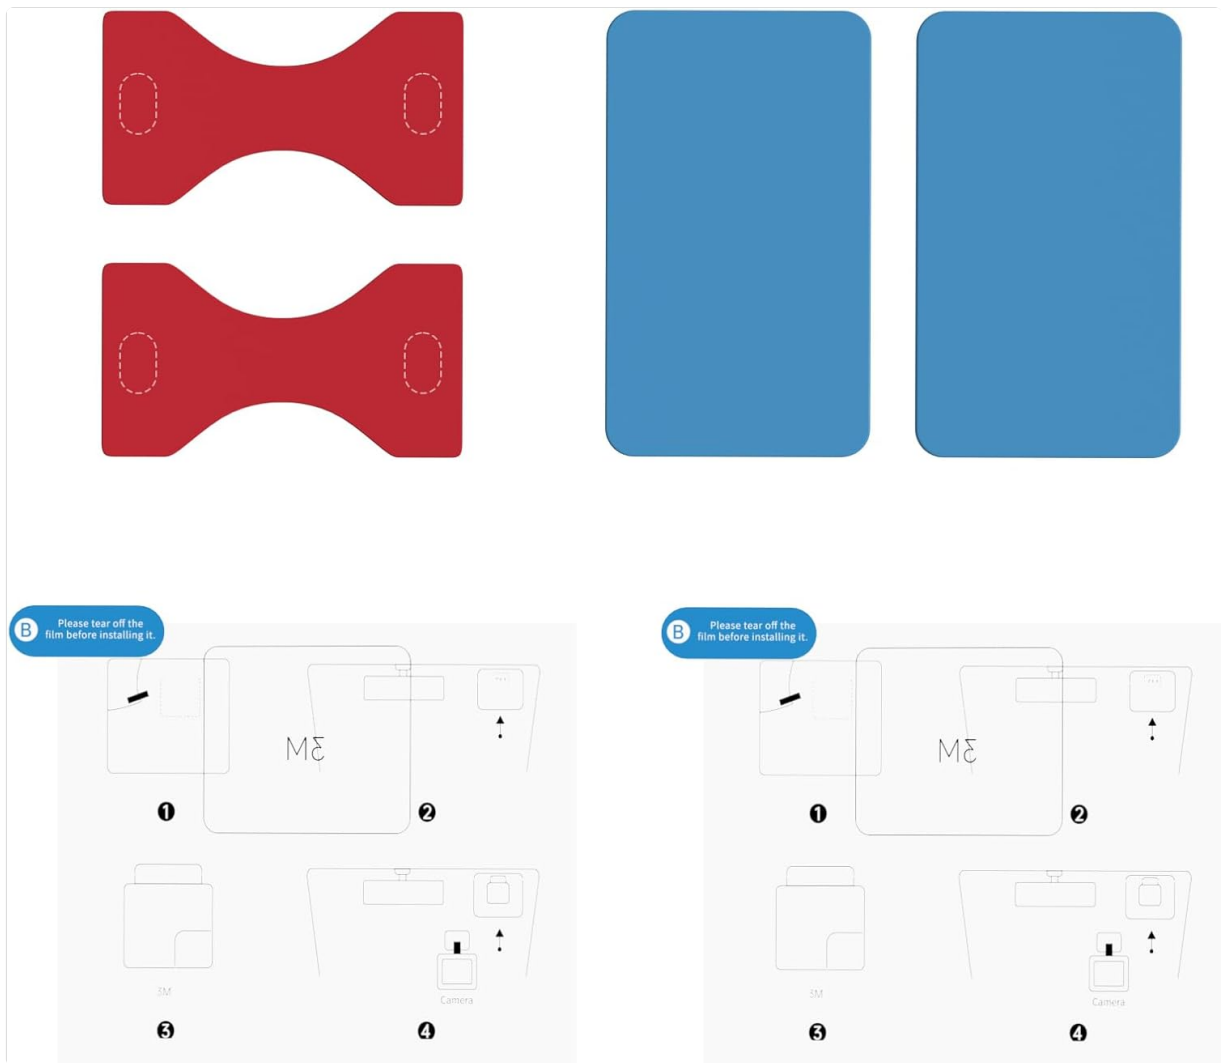 B
Please tear off the
film before installing it.
3M
1
2
3M
3
Camera
4
B
Please tear off the
film before installing it.
3M
1
2
3M
3
Camera
4